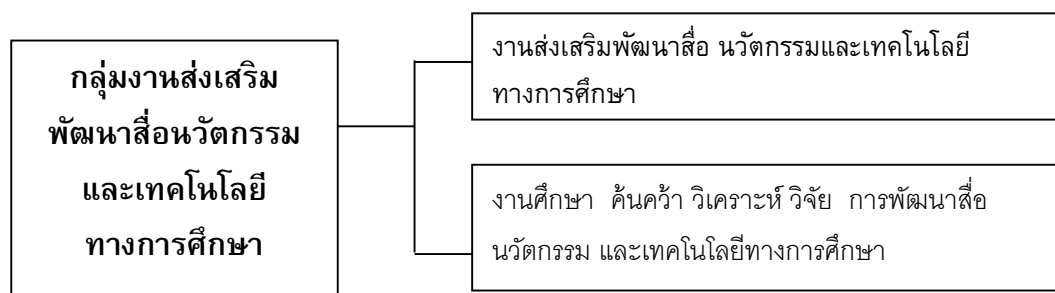 กลุ่มงานส่งเสริม
พัฒนาสื่อนวัตกรรม
และเทคโนโลยี
ทางการศึกษา
งานส่งเสริมพัฒนาสื่อ นวัตกรรมและเทคโนโลยี
ทางการศึกษา
งานศึกษา ค้นคว้า วิเคราะห์ วิจัย การพัฒนาสื่อ
นวัตกรรม และเทคโนโลยีทางการศึกษา